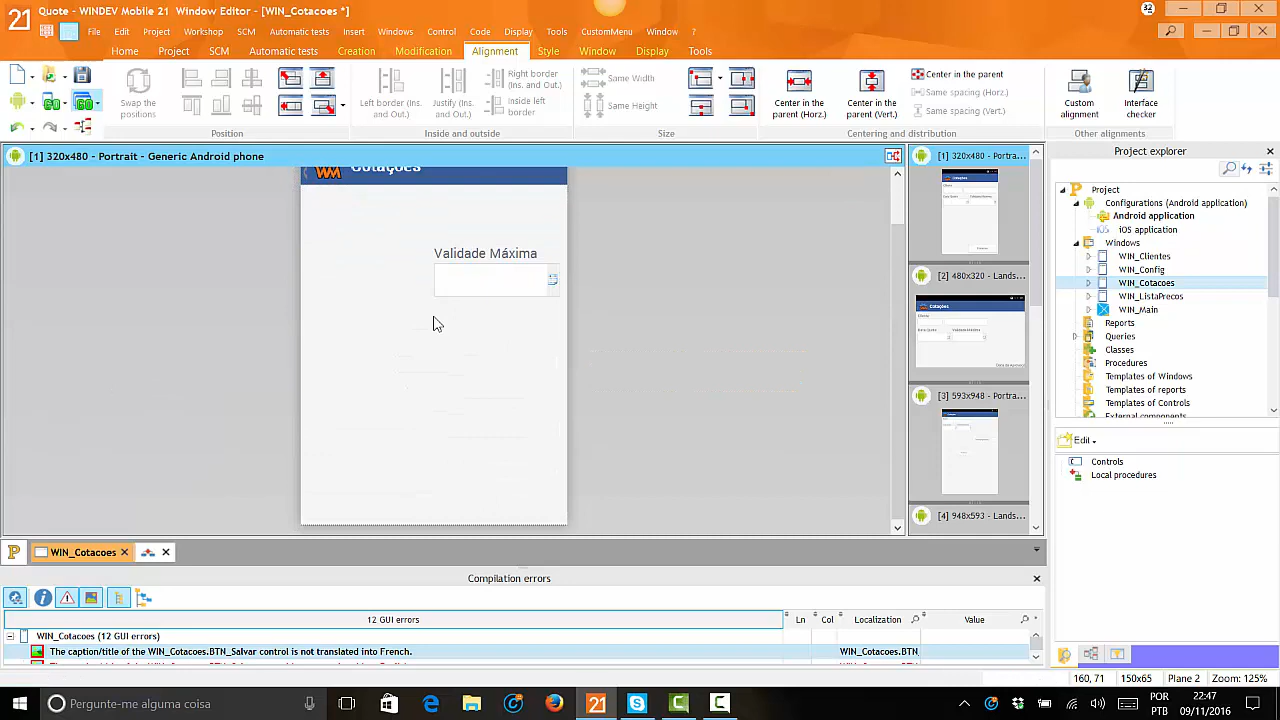 Quote - WINDEV Mobile 21 Window Editor - [WIN_Cotacoes *]
32
21
File Edit Project Workshop SCM Automatic tests Insert Windows Control Code Display Tools CustomMenu Window ?
Home Project SCM Automatic tests Creation Modification Alignment Style Window Display Tools
Swap the positions
Left border (Ins. and Out.)
Justify (Ins. and Out.)
Right border (Ins. and Out.)
Inside left border
Same Width
Same Height
Center in the parent (Horz.)
Center in the parent (Vert.)
Center in the parent
Same spacing (Horz.)
Same spacing (Vert.)
Custom alignment
Interface checker
Position
Inside and outside
Size
Centering and distribution
Other alignments
[1] 320x480 - Portrait - Generic Android phone
WM Cotações
Validade Máxima
[1] 320x480 - Portra...
[2] 480x320 - Lands...
[3] 593x948 - Portra...
[4] 948x593 - Lands...
Project explorer
Project
Configurations (Android application)
Android application
iOS application
Windows
WIN_Clientes
WIN_Config
WIN_Cotacoes
WIN_ListaPrecos
WIN_Main
Reports
Queries
Classes
Procedures
Templates of Windows
Templates of reports
Templates of Controls
External components
Edit
Controls
Local procedures
WIN_Cotacoes
Compilation errors
12 GUI errors Ln Col Localization Value
WIN_Cotacoes (12 GUI errors)
The caption/title of the WIN_Cotacoes.BTN_Salvar control is not translated into French. WIN_Cotacoes.BTN_
160, 71 150x65 Plane 2 Zoom: 125%
Pergunte-me alguma coisa
21
POR
PTB
22:47
09/11/2016